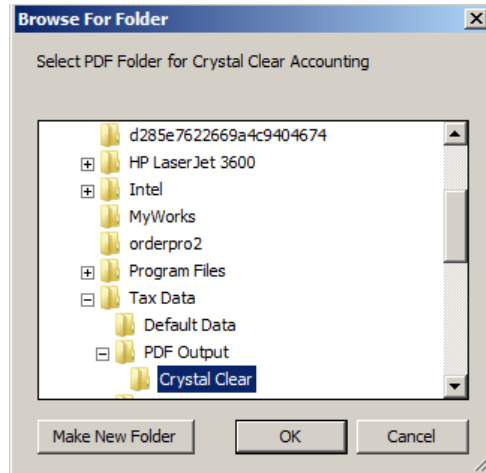 Browse For Folder
Select PDF Folder for Crystal Clear Accounting
d285e7622669a4c9404674
HP LaserJet 3600
Intel
MyWorks
orderpro2
Program Files
Tax Data
Default Data
PDF Output
Crystal Clear
Make New Folder OK Cancel